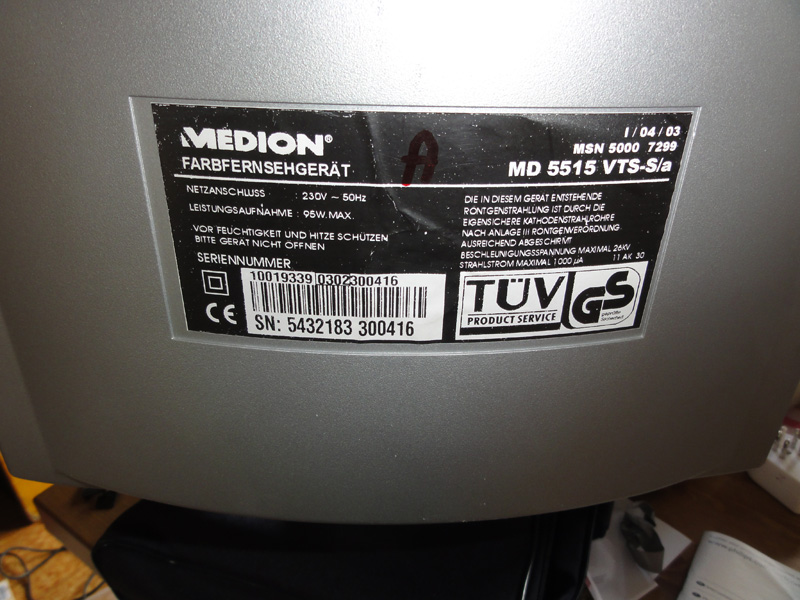 MEDION®
FARBFERNSEHGERÄT
A
I / 04 / 03
MSN 5000 7299
MD 5515 VTS-S/a
NETZANSCHLUSS : 230V ~ 50Hz
LEISTUNGSAUFNAHME : 95W.MAX.
VOR FEUCHTIGKEIT UND HITZE SCHÜTZEN
BITTE GERÄT NICHT ÖFFNEN
SERIENNUMMER
10019339 0302300416
SN: 5432183 300416
CE
DIE IN DIESEM GERÄT ENTSTEHENDE
RÖNTGENSTRAHLUNG IST DURCH DIE
EIGENSICHERE KATHODENSTRAHLRÖHRE
NACH ANLAGE III RÖNTGENVERÖRDNUNG
AUSREICHEND ABGESCHIRMT
BESCHLEUNIGUNGSSPANNUNG MAXIMAL 26KV
STRAHLSTROM MAXIMAL 1000 µA 11 AK 30
TÜV
PRODUCT SERVICE
GS
geprüfte
Sicherheit